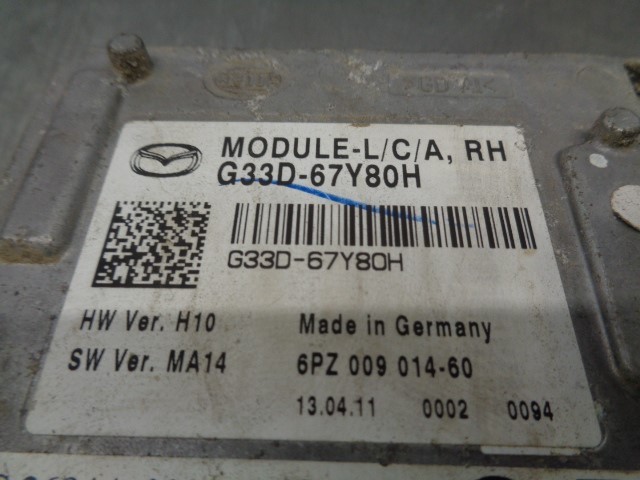 HELLA
MODULE-L/C/A, RH
G33D-67Y80H
G33D-67Y80H
HW Ver. H10
Made in Germany
SW Ver. MA14
6PZ 009 014-60
13.04.11 0002 0094